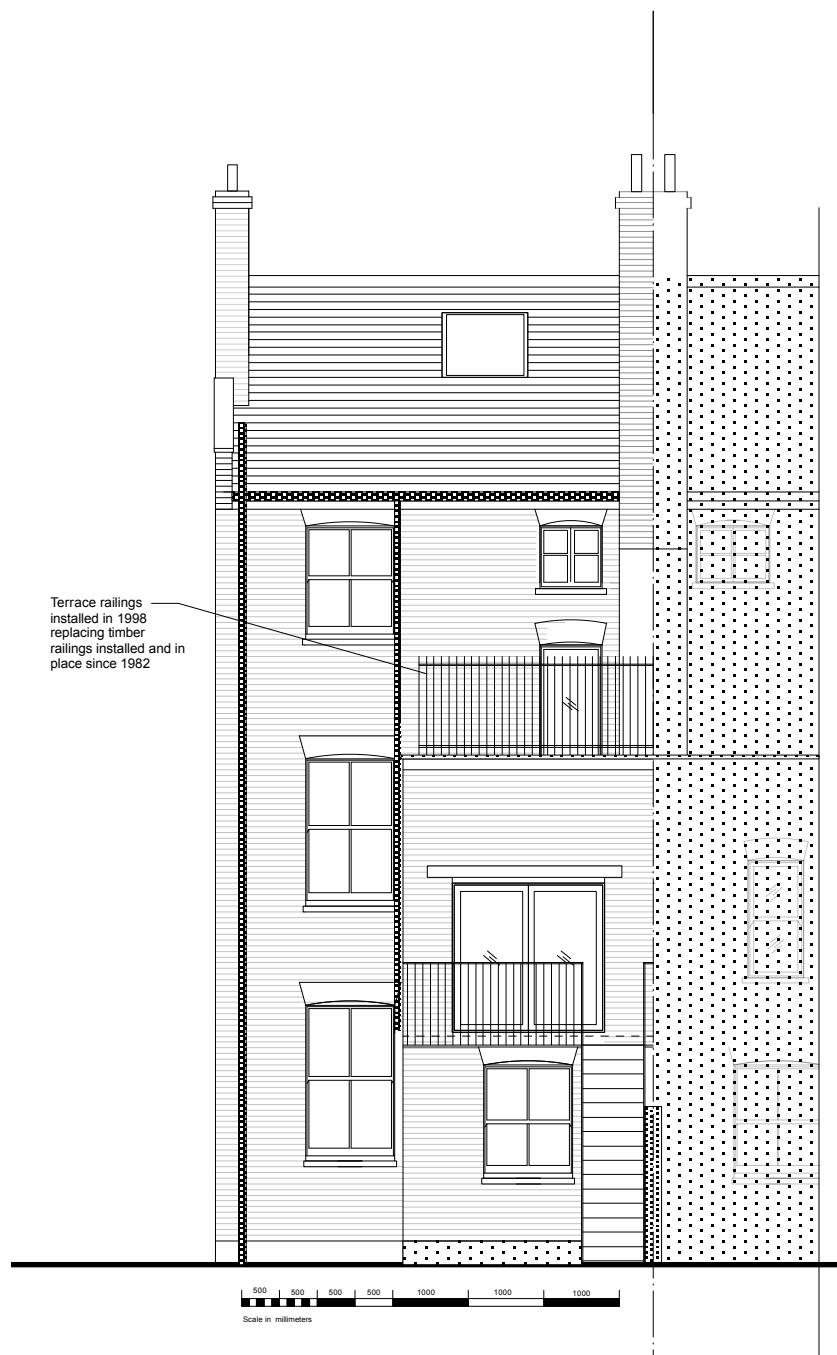 Terrace railings
installed in 1998
replacing timber
railings installed and in
place since 1982
500 500 500 500 1000 1000 1000
Scale in millimeters